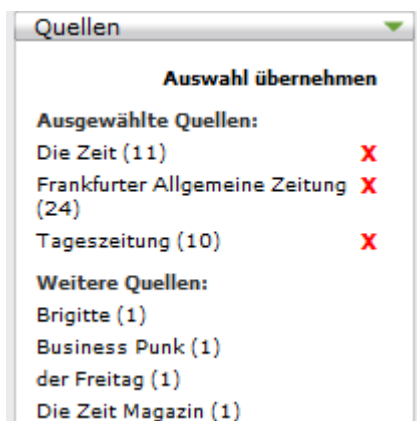 Quellen
Auswahl übernehmen
Ausgewählte Quellen:
Die Zeit (11) X
Frankfurter Allgemeine Zeitung X
(24)
Tageszeitung (10) X
Weitere Quellen:
Brigitte (1)
Business Punk (1)
der Freitag (1)
Die Zeit Magazin (1)